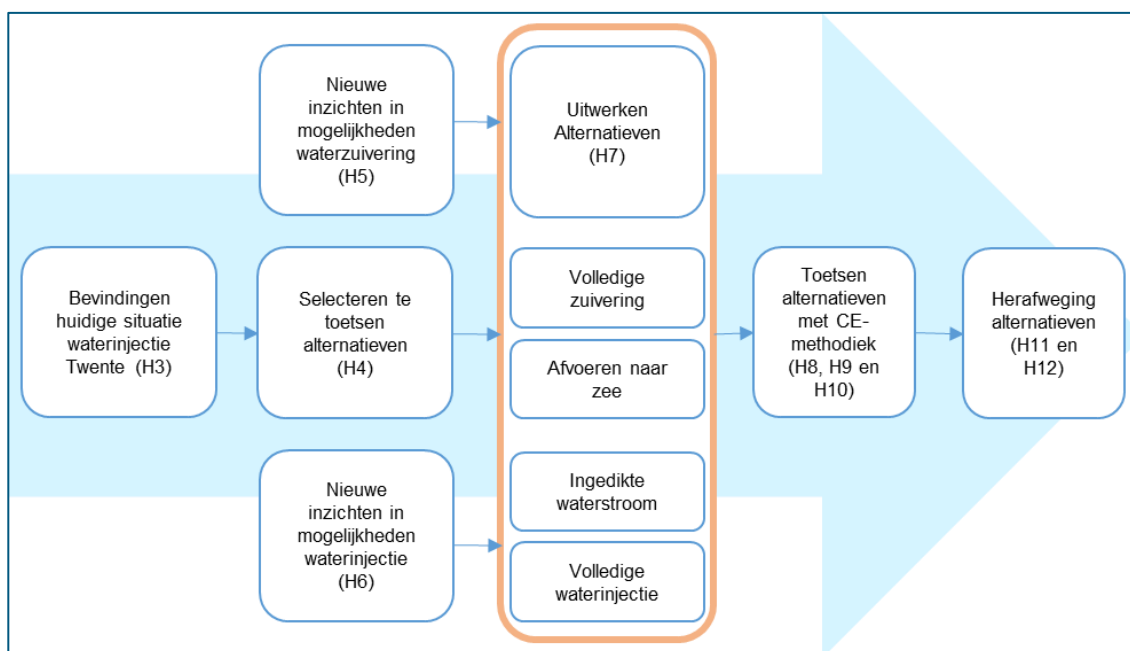 Nieuwe
inzichten in
mogelijkheden
waterzuivering
(H5)
Uitwerken
Alternatieven
(H7)
Bevindingen
huidige situatie
waterinjectie
Twente (H3)
Selecteren te
toetsen
alternatieven
(H4)
Volledige
zuivering
Afvoeren naar
zee
Toetsen
alternatieven
met CE-
methodiek
(H8, H9 en
H10)
Herafweging
alternatieven
(H11 en
H12)
Nieuwe
inzichten in
mogelijkheden
waterinjectie
(H6)
Ingedikte
waterstroom
Volledige
waterinjectie